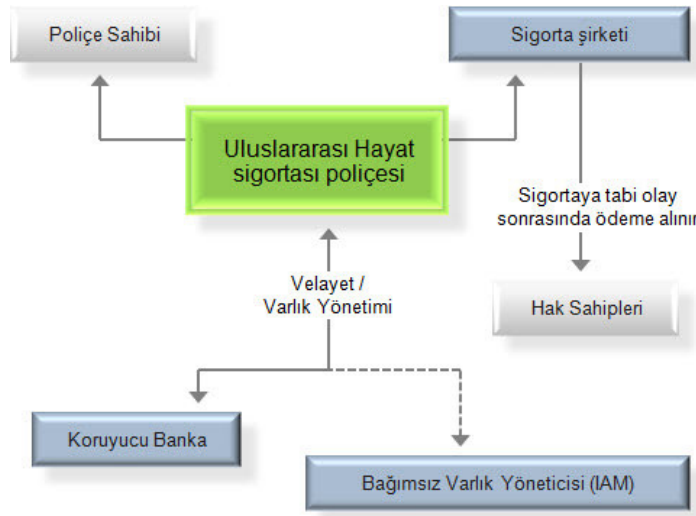 Poliçe Sahibi
Sigorta şirketi
Uluslararası Hayat
sigortası poliçesi
Sigortaya tabi olay
sonrasında ödeme alınır
Velayet /
Varlık Yönetimi
Hak Sahipleri
Koruyucu Banka
Bağımsız Varlık Yöneticisi (IAM)